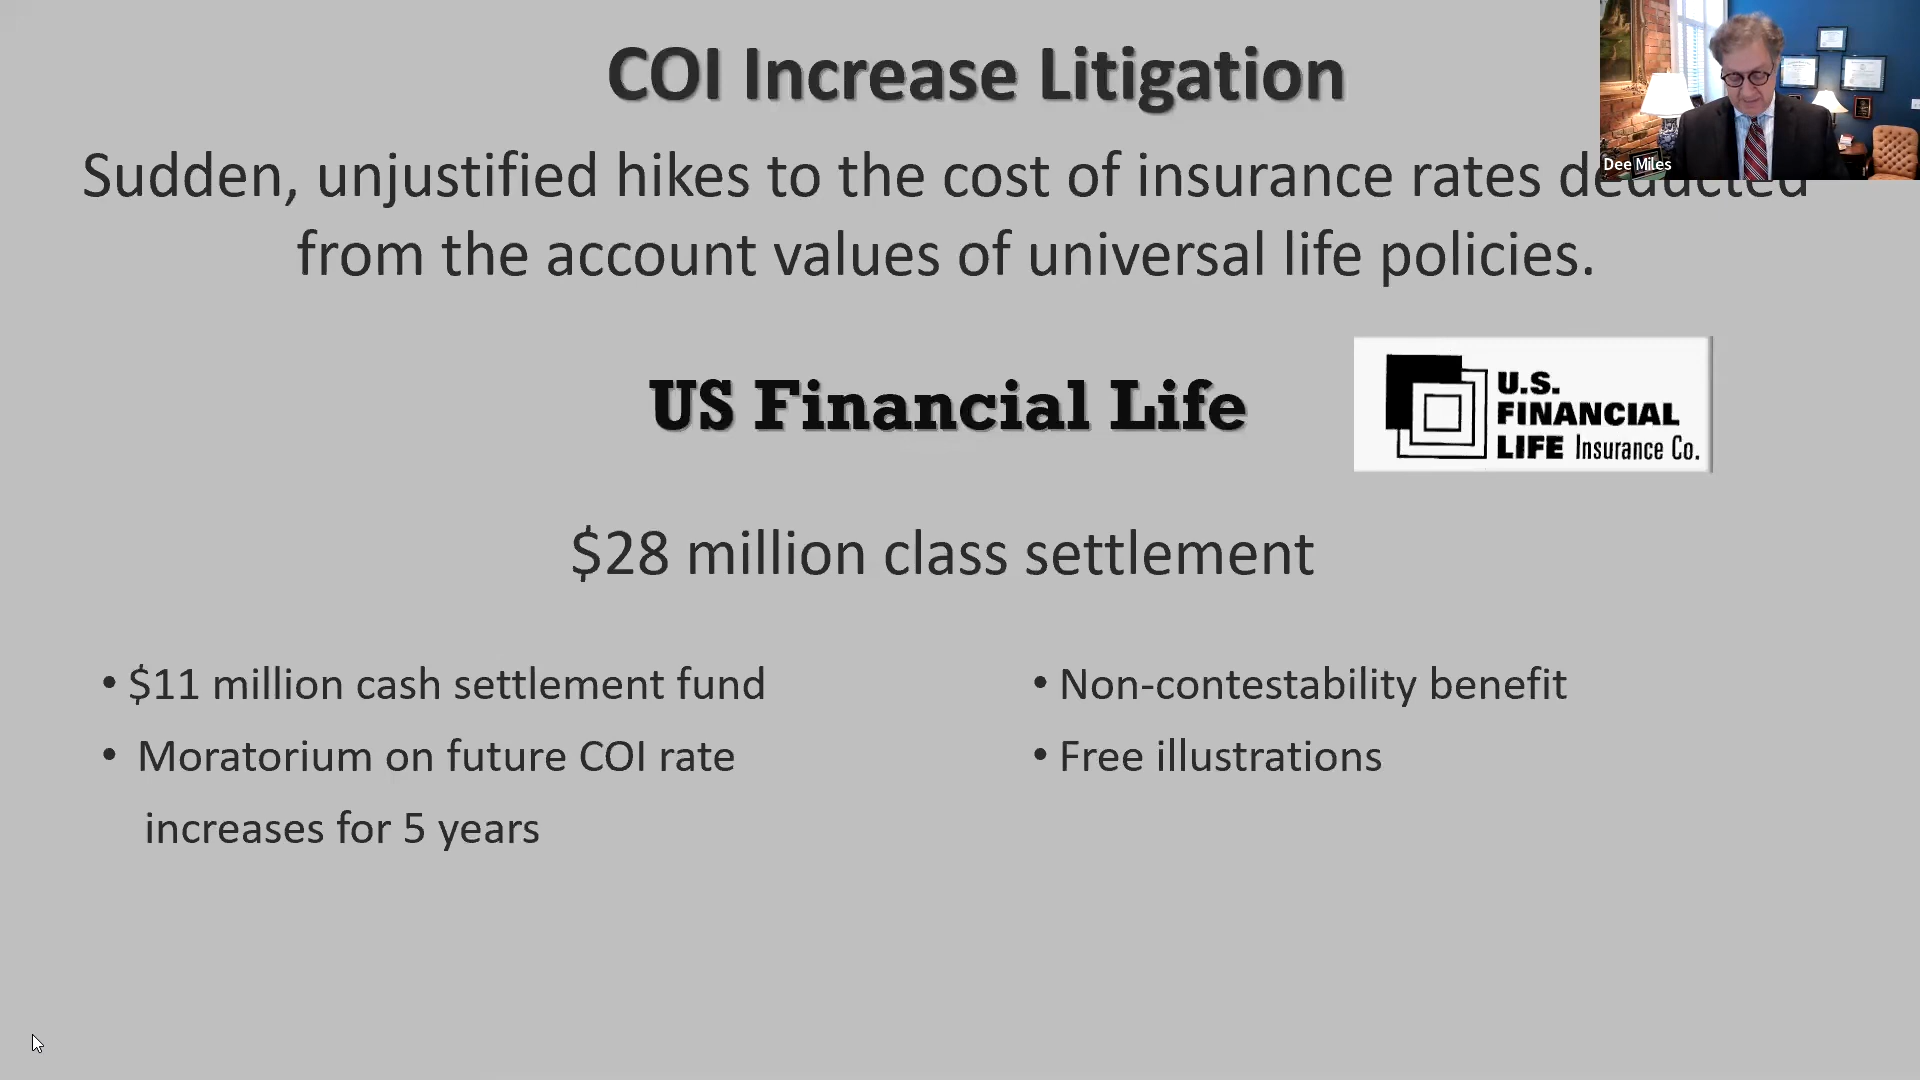 COI Increase Litigation
Dee Miles
Sudden, unjustified hikes to the cost of insurance rates deducted
from the account values of universal life policies.
US Financial Life
U.S.
FINANCIAL
LIFE Insurance Co.
$28 million class settlement
• $11 million cash settlement fund
• Moratorium on future COI rate
increases for 5 years
• Non-contestability benefit
• Free illustrations